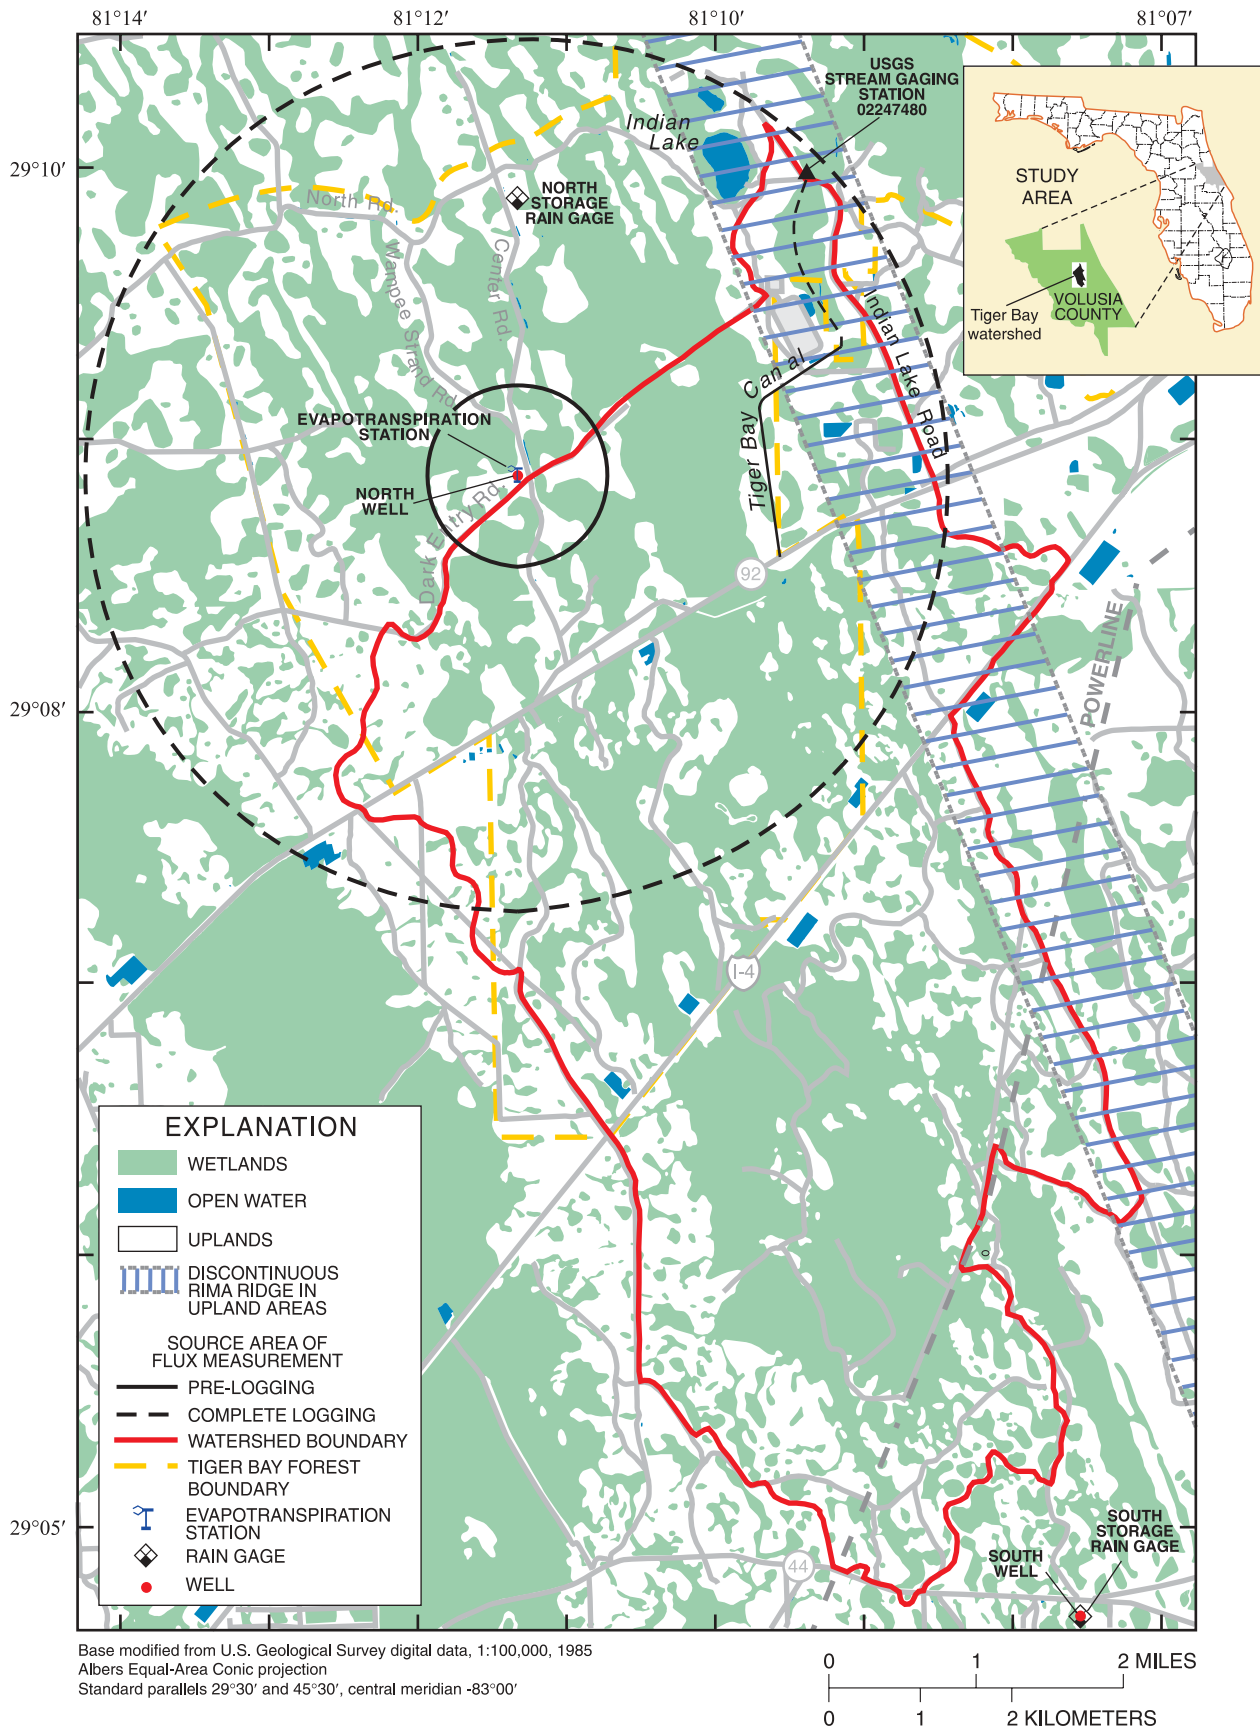 81°14′
81°12′
81°10′
81°07′
29°10′
29°08′
29°05′
USGS
STREAM GAGING
STATION
02247480
Indian
Lake
NORTH
STORAGE
RAIN GAGE
North Rd.
Wampee Strand Rd.
Center Rd.
EVAPOTRANSPIRATION
STATION
NORTH
WELL
Dark Entry Rd.
Tiger Bay Canal
Indian Lake Road
92
POWERLINE
I-4
44
SOUTH
STORAGE
RAIN GAGE
SOUTH
WELL
STUDY
AREA
VOLUSIA
COUNTY
Tiger Bay
watershed
EXPLANATION
WETLANDS
OPEN WATER
UPLANDS
DISCONTINUOUS
RIMA RIDGE IN
UPLAND AREAS
SOURCE AREA OF
FLUX MEASUREMENT
PRE-LOGGING
COMPLETE LOGGING
WATERSHED BOUNDARY
TIGER BAY FOREST
BOUNDARY
EVAPOTRANSPIRATION
STATION
RAIN GAGE
WELL
Base modified from U.S. Geological Survey digital data, 1:100,000, 1985
Albers Equal-Area Conic projection
Standard parallels 29°30′ and 45°30′, central meridian -83°00′
0 1 2 MILES
0 1 2 KILOMETERS